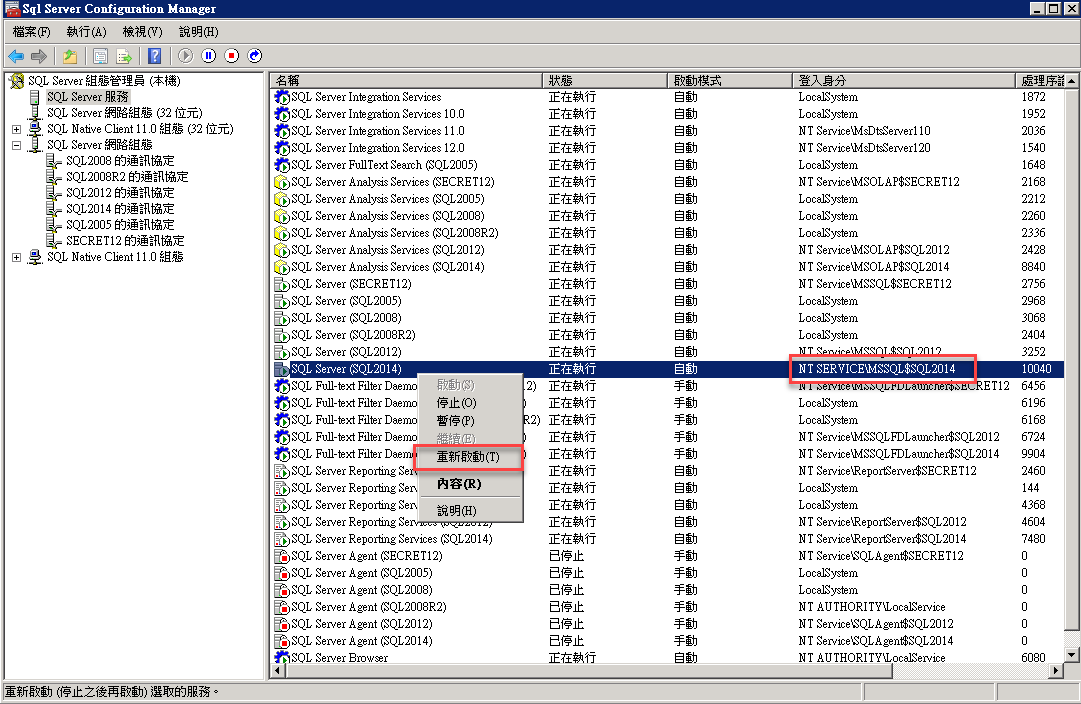 Sql Server Configuration Manager
檔案(F) 執行(A) 檢視(V) 說明(H)
SQL Server 組態管理員 (本機)
SQL Server 服務
SQL Server 網路組態 (32 位元)
SQL Native Client 11.0 組態 (32 位元)
SQL Server 網路組態
SQL2008 的通訊協定
SQL2008R2 的通訊協定
SQL2012 的通訊協定
SQL2014 的通訊協定
SQL2005 的通訊協定
SECRET12 的通訊協定
SQL Native Client 11.0 組態
名稱 狀態 啟動模式 登入身分 處理序
SQL Server Integration Services 正在執行 自動 LocalSystem 1872
SQL Server Integration Services 10.0 正在執行 自動 LocalSystem 1952
SQL Server Integration Services 11.0 正在執行 自動 NT Service\MsDtsServer110 2036
SQL Server Integration Services 12.0 正在執行 自動 NT Service\MsDtsServer120 1540
SQL Server FullText Search (SQL2005) 正在執行 自動 LocalSystem 1648
SQL Server Analysis Services (SECRET12) 正在執行 自動 NT Service\MSOLAP$SECRET12 2168
SQL Server Analysis Services (SQL2005) 正在執行 自動 LocalSystem 2212
SQL Server Analysis Services (SQL2008) 正在執行 自動 LocalSystem 2260
SQL Server Analysis Services (SQL2008R2) 正在執行 自動 LocalSystem 2336
SQL Server Analysis Services (SQL2012) 正在執行 自動 NT Service\MSOLAP$SQL2012 2428
SQL Server Analysis Services (SQL2014) 正在執行 自動 NT Service\MSOLAP$SQL2014 8840
SQL Server (SECRET12) 正在執行 自動 NT Service\MSSQL$SECRET12 2756
SQL Server (SQL2005) 正在執行 自動 LocalSystem 2968
SQL Server (SQL2008) 正在執行 自動 LocalSystem 3068
SQL Server (SQL2008R2) 正在執行 自動 LocalSystem 2404
SQL Server (SQL2012) 正在執行 自動 NT Service\MSSQL$SQL2012 3252
SQL Server (SQL2014) 正在執行 自動 NT SERVICE\MSSQL$SQL2014 10040
SQL Full-text Filter Daemo 12) 正在執行 手動 NT Service\MSSQLFDLauncher$SECRET12 6456
SQL Full-text Filter Daemo ) 正在執行 手動 LocalSystem 6196
SQL Full-text Filter Daemo R2) 正在執行 手動 LocalSystem 6168
SQL Full-text Filter Daemo ) 正在執行 手動 NT Service\MSSQLFDLauncher$SQL2012 6724
SQL Full-text Filter Daemo ) 正在執行 手動 NT Service\MSSQLFDLauncher$SQL2014 9904
SQL Server Reporting Ser 正在執行 自動 NT Service\ReportServer$SECRET12 2460
SQL Server Reporting Ser 正在執行 自動 LocalSystem 144
SQL Server Reporting Ser 正在執行 自動 LocalSystem 4368
SQL Server Reporting Services (SQL2012) 正在執行 自動 NT Service\ReportServer$SQL2012 4604
SQL Server Reporting Services (SQL2014) 正在執行 自動 NT Service\ReportServer$SQL2014 7480
SQL Server Agent (SECRET12) 已停止 手動 NT Service\SQLAgent$SECRET12 0
SQL Server Agent (SQL2005) 已停止 手動 LocalSystem 0
SQL Server Agent (SQL2008) 已停止 手動 LocalSystem 0
SQL Server Agent (SQL2008R2) 已停止 手動 NT AUTHORITY\LocalService 0
SQL Server Agent (SQL2012) 已停止 手動 NT Service\SQLAgent$SQL2012 0
SQL Server Agent (SQL2014) 已停止 手動 NT Service\SQLAgent$SQL2014 0
SQL Server Browser 正在執行 自動 NT AUTHORITY\LocalService 6080
啟動(S)
停止(O)
暫停(P)
繼續(E)
重新啟動(T)
內容(R)
說明(H)
重新啟動 (停止之後再啟動) 選取的服務。